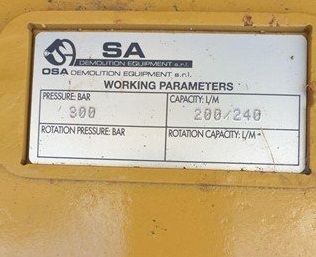 SA
DEMOLITION EQUIPMENT s.r.l.
OSA DEMOLITION EQUIPMENT s.r.l.
WORKING PARAMETERS
PRESSURE: BAR CAPACITY: L/M
300 200/240
ROTATION PRESSURE: BAR ROTATION CAPACITY: L/M